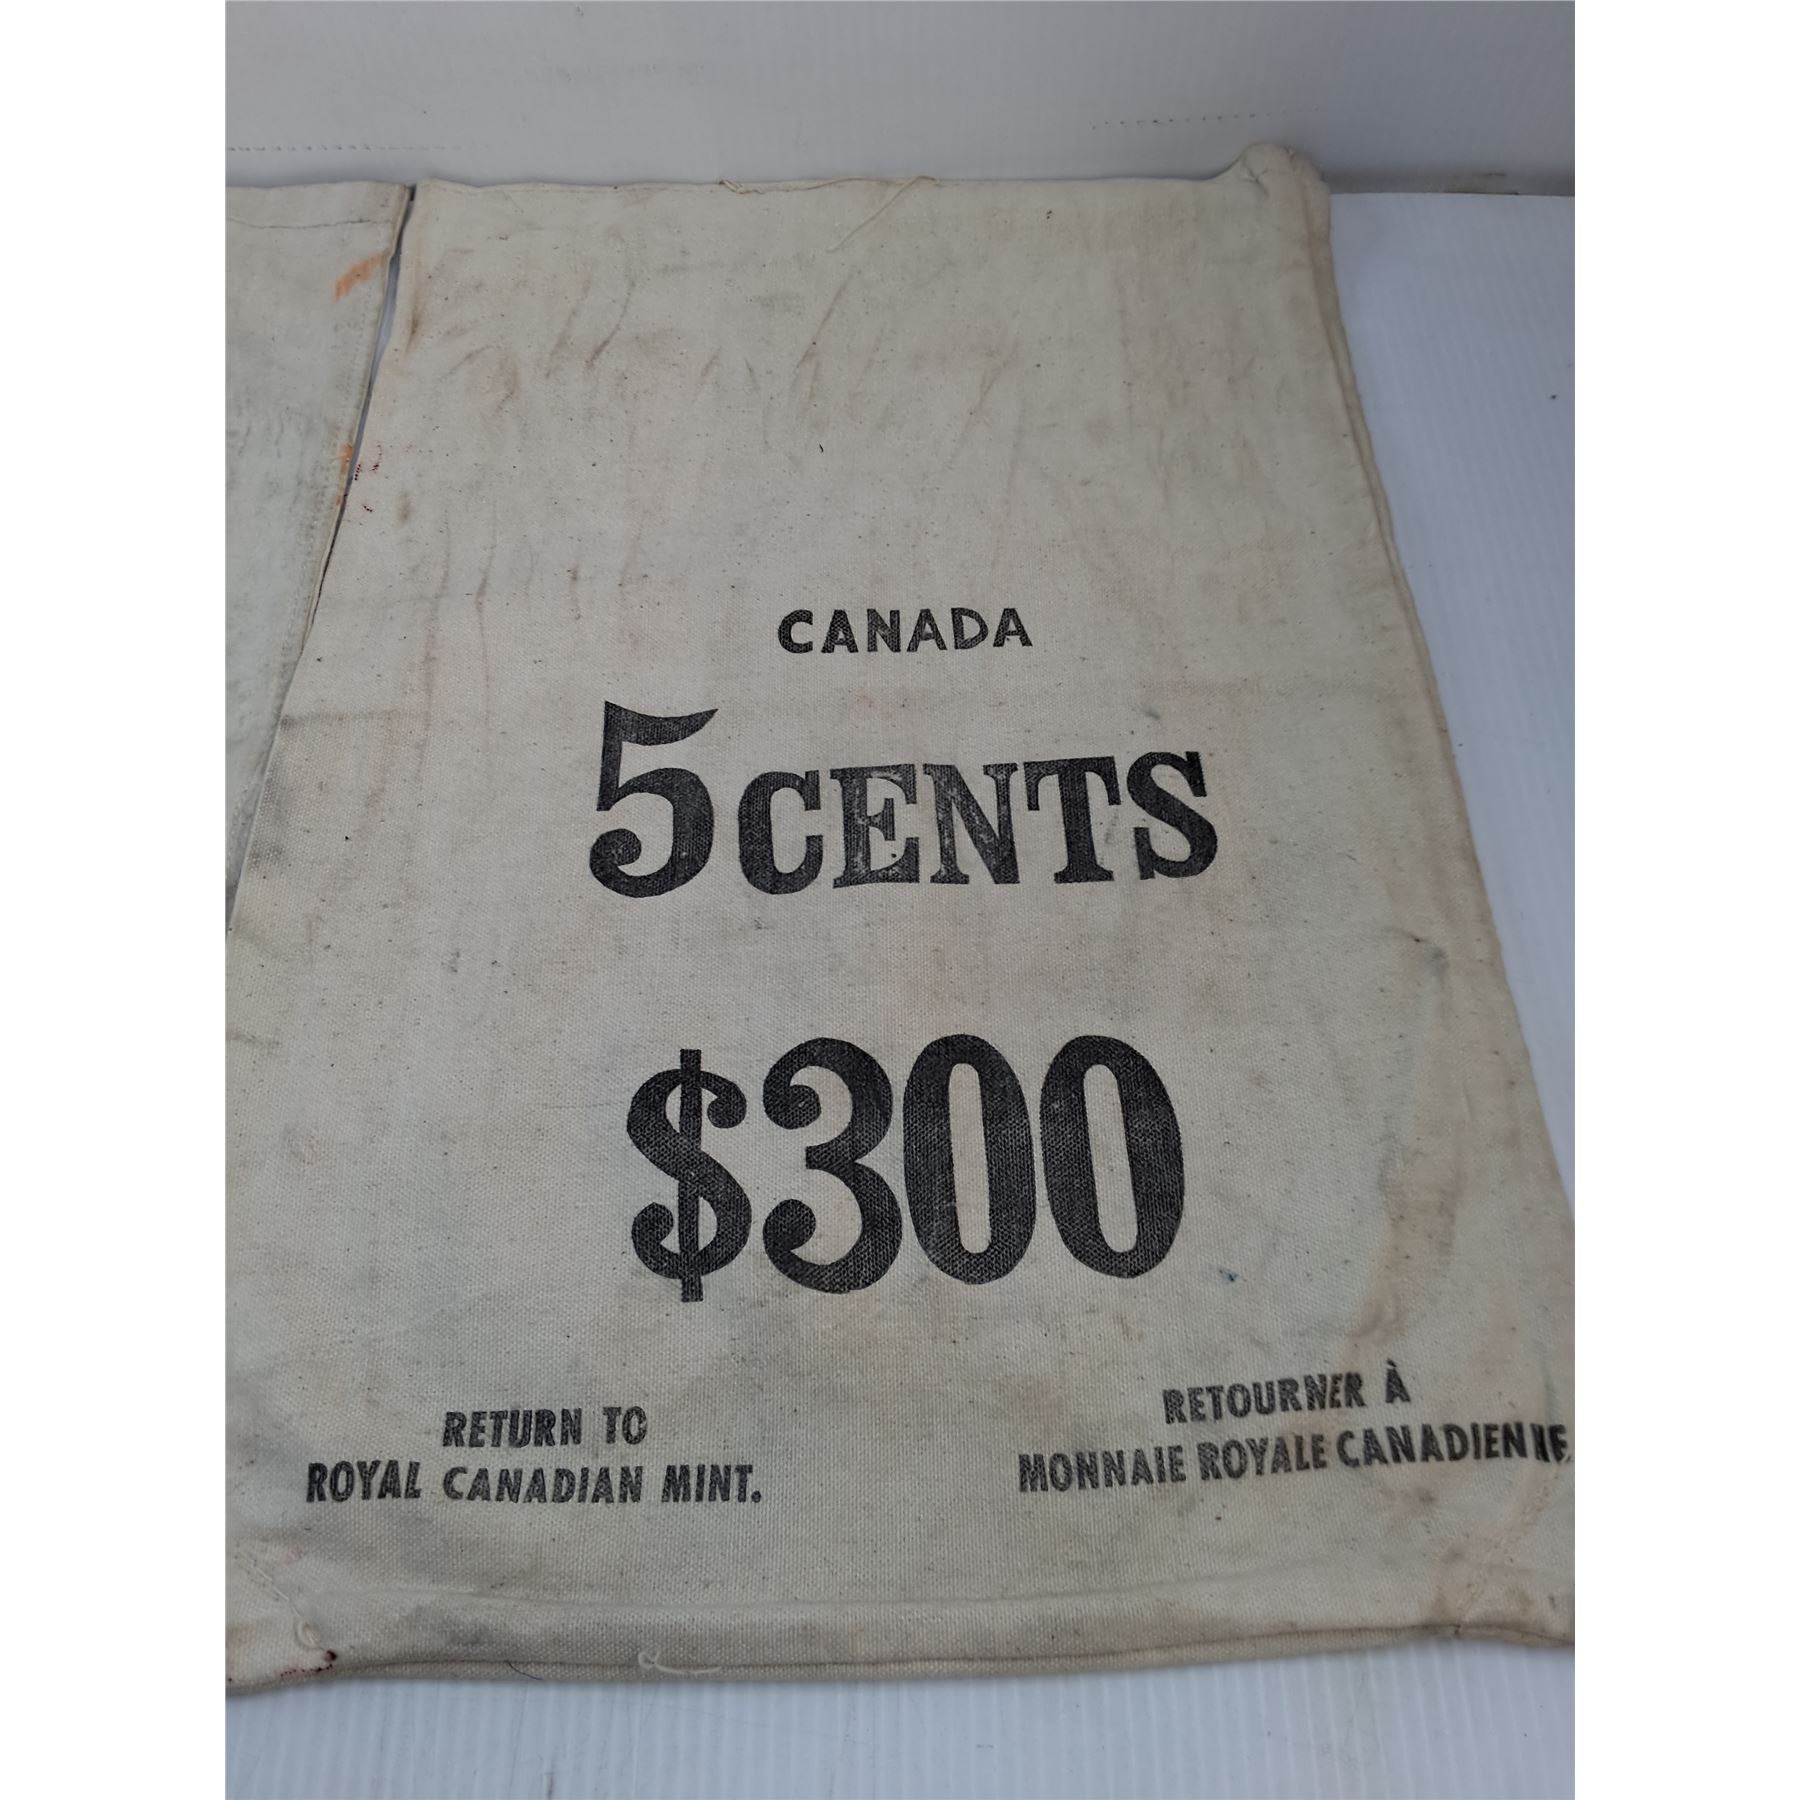 CANADA
5 CENTS
$300
RETURN TO
ROYAL CANADIAN MINT.
RETOURNER À
MONNAIE ROYALE CANADIENNE